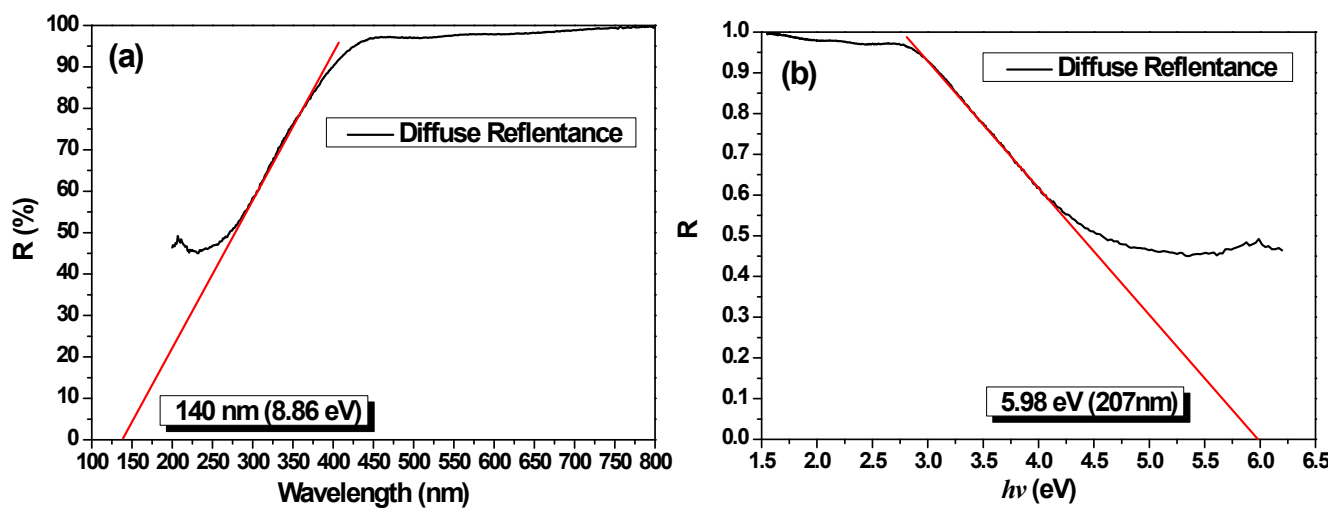 (a)
Diffuse Reflentance
140 nm (8.86 eV)
R (%)
100
90
80
70
60
50
40
30
20
10
0
100 150 200 250 300 350 400 450 500 550 600 650 700 750 800
Wavelength (nm)
(b)
Diffuse Reflentance
5.98 eV (207nm)
R
1.0
0.9
0.8
0.7
0.6
0.5
0.4
0.3
0.2
0.1
0.0
1.5 2.0 2.5 3.0 3.5 4.0 4.5 5.0 5.5 6.0 6.5
hν (eV)